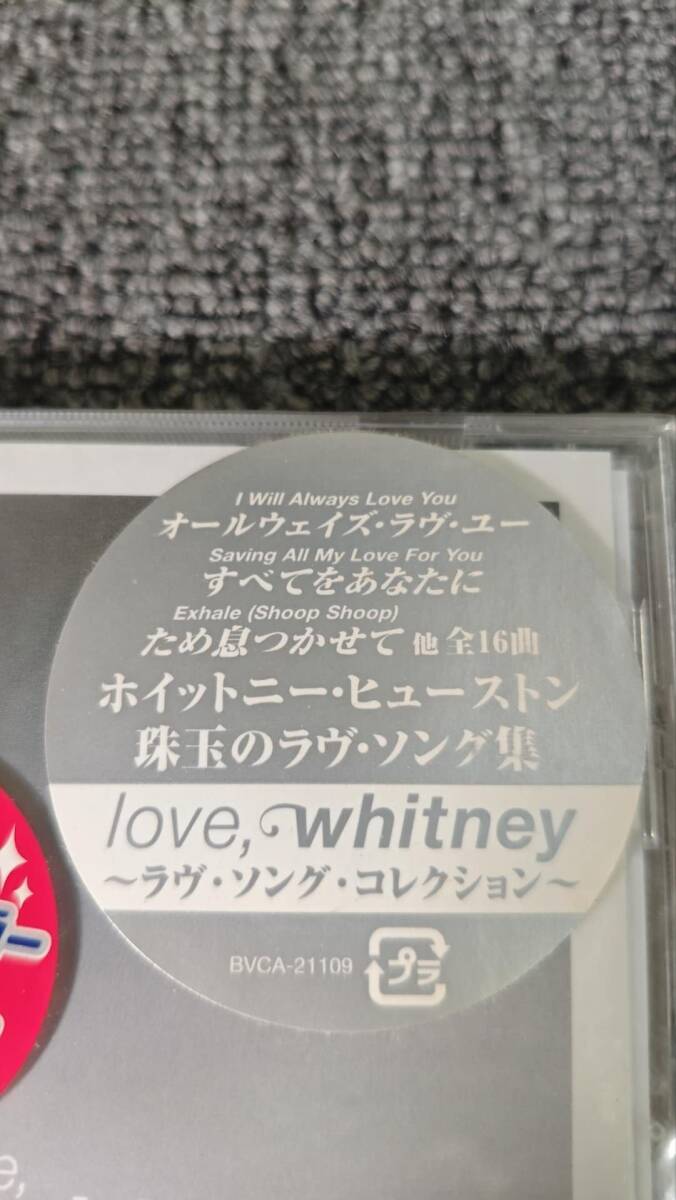 I Will Always Love You
オールウェイズ・ラヴ・ユー
Saving All My Love For You
すべてをあなたに
Exhale (Shoop Shoop)
ため息つかせて 他 全16曲
ホイットニー・ヒューストン
珠玉のラヴ・ソング集
love, whitney
～ラヴ・ソング・コレクション～
BVCA-21109
プラ